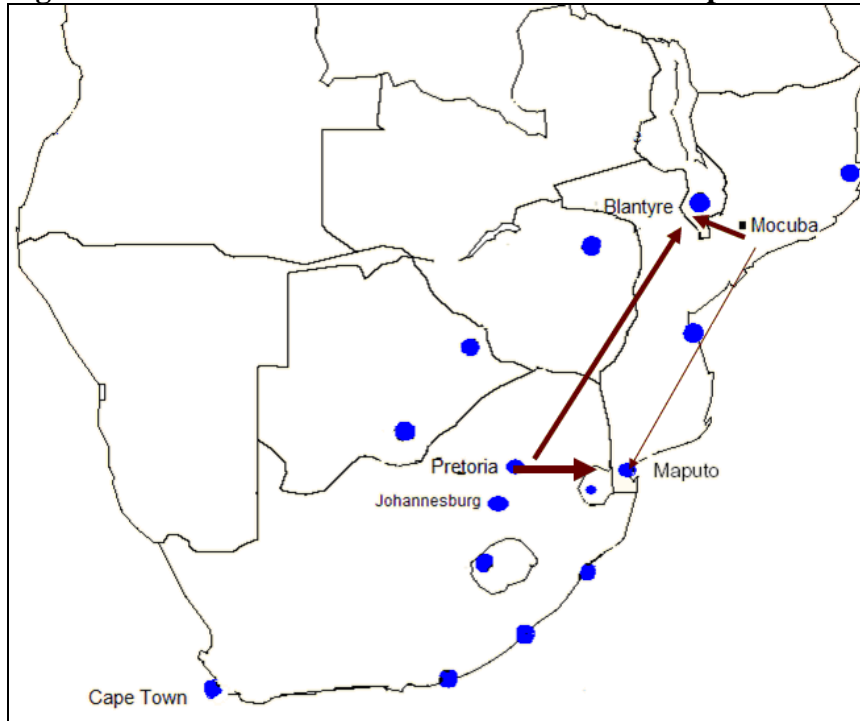 Blantyre
Mocuba
Pretoria
Maputo
Johannesburg
Cape Town